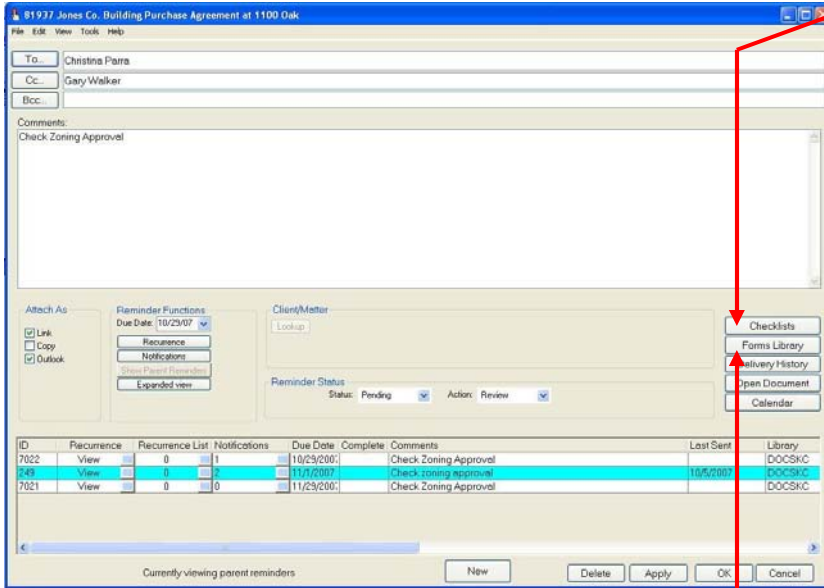 81937 Jones Co. Building Purchase Agreement at 1100 Oak
File Edit View Tools Help
To... Christina Parra
Cc... Gary Walker
Bcc...
Comments:
Check Zoning Approval
Attach As Reminder Functions Client/Matter
Due Date: 10/29/07 Lookup
Link Recurrence Checklists
Copy Notifications Forms Library
Outlook Show Parent Reminders Delivery History
Expanded view Reminder Status Open Document
Status: Pending Action: Review Calendar
ID Recurrence Recurrence List Notifications Due Date Complete Comments Last Sent Library
7022 View 0 1 10/29/200 Check Zoning Approval DOCSKC
249 View 0 2 11/1/2007 Check zoning approval 10/5/2007 DOCSKC
7021 View 0 0 11/29/200 Check Zoning Approval DOCSKC
Currently viewing parent reminders New Delete Apply OK Cancel